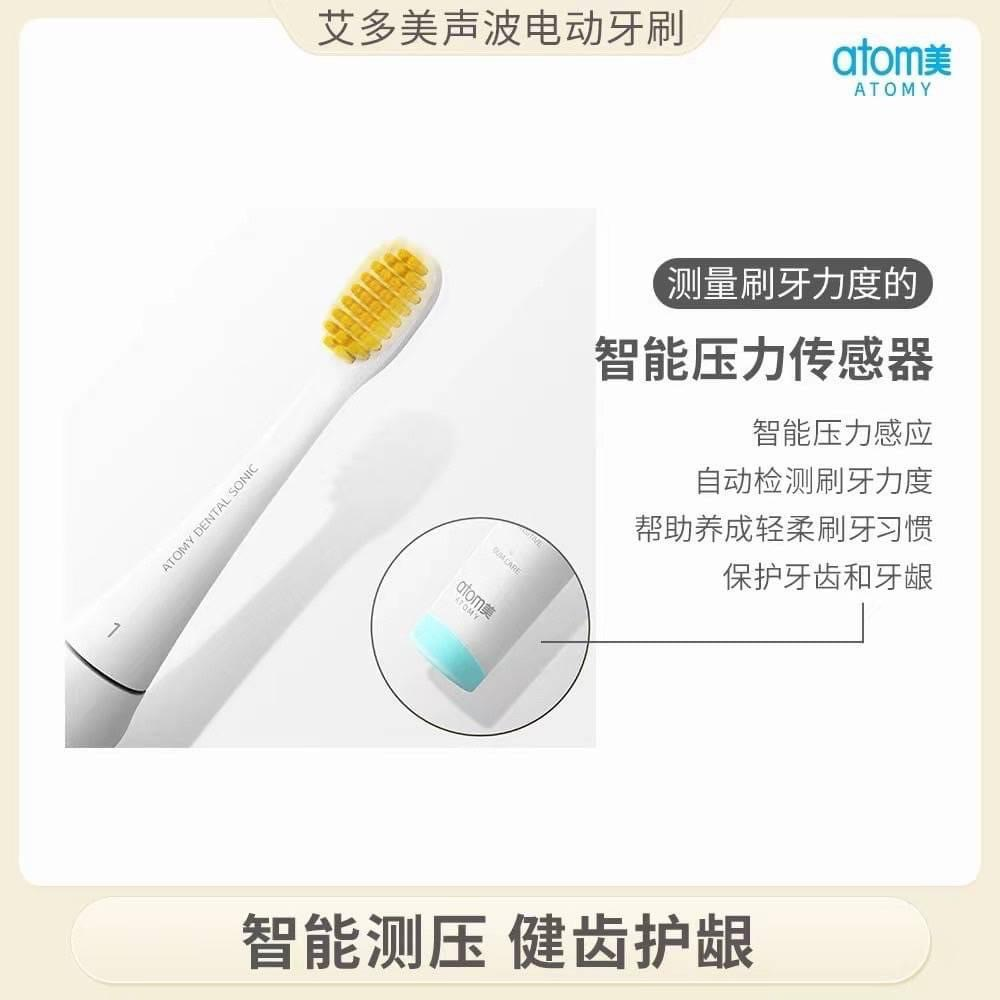 艾多美声波电动牙刷
atom美
ATOMY
测量刷牙力度的
智能压力传感器
智能压力感应
自动检测刷牙力度
帮助养成轻柔刷牙习惯
保护牙齿和牙龈
ATOMY DENTAL SONIC
1
GUM CARE
atom美
ATOMY
智能测压 健齿护龈